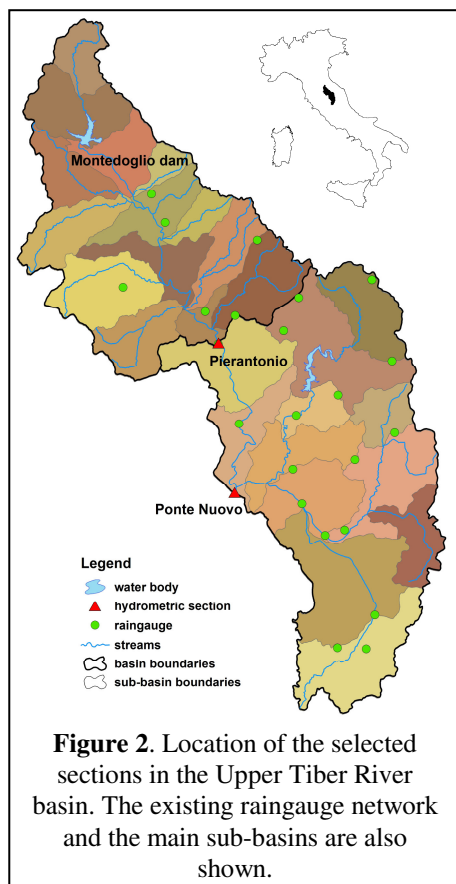 Montedoglio dam
Pierantonio
Ponte Nuovo
Legend
water body
hydrometric section
raingauge
streams
basin boundaries
sub-basin boundaries
Figure 2. Location of the selected
sections in the Upper Tiber River
basin. The existing raingauge network
and the main sub-basins are also
shown.